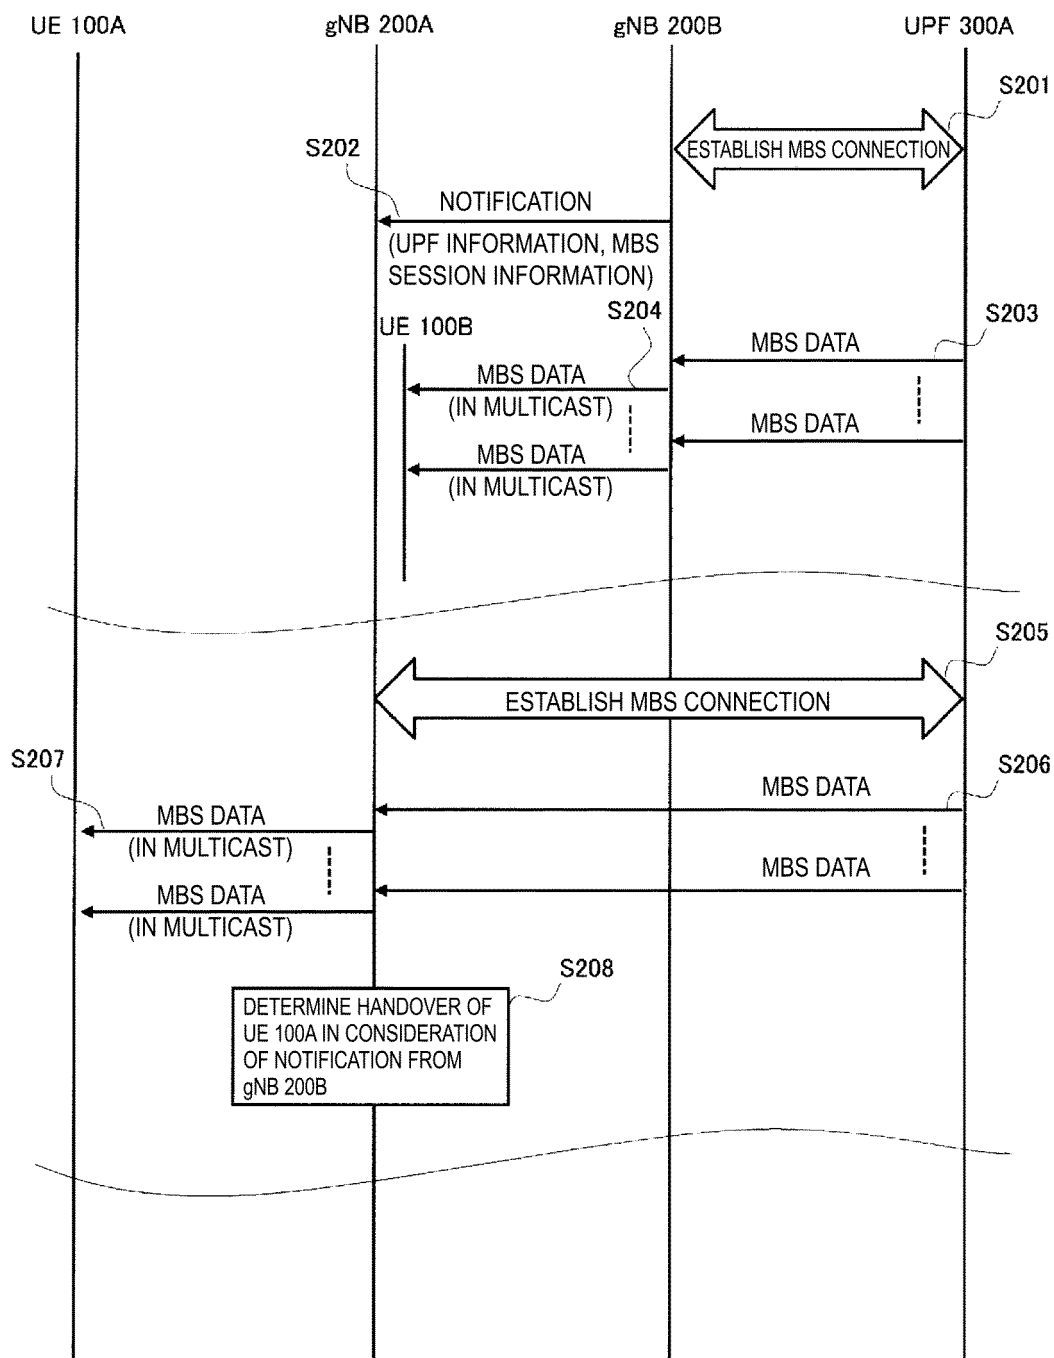 UE 100A
gNB 200A
gNB 200B
UPF 300A
S201
ESTABLISH MBS CONNECTION
S202
NOTIFICATION
(UPF INFORMATION, MBS
SESSION INFORMATION)
UE 100B
S204
S203
MBS DATA
MBS DATA
(IN MULTICAST)
MBS DATA
MBS DATA
(IN MULTICAST)
S205
ESTABLISH MBS CONNECTION
S207
S206
MBS DATA
MBS DATA
(IN MULTICAST)
MBS DATA
MBS DATA
(IN MULTICAST)
S208
DETERMINE HANDOVER OF
UE 100A IN CONSIDERATION
OF NOTIFICATION FROM
gNB 200B